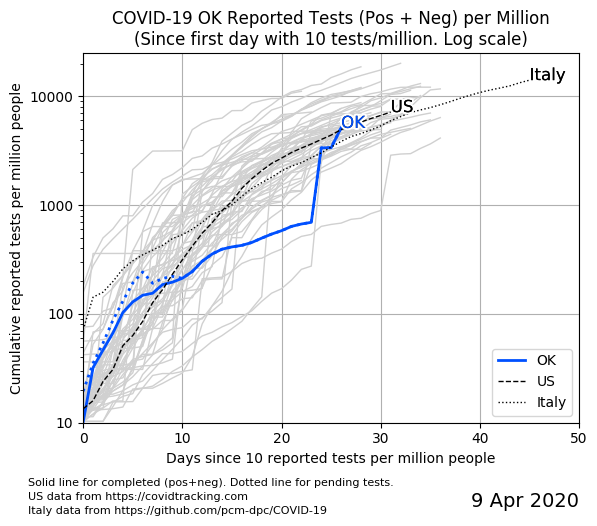 COVID-19 OK Reported Tests (Pos + Neg) per Million
(Since first day with 10 tests/million. Log scale)
Cumulative reported tests per million people
10000
1000
100
10
Italy
US
OK
OK
US
Italy
0
10
20
30
40
50
Days since 10 reported tests per million people
Solid line for completed (pos+neg). Dotted line for pending tests.
US data from https://covidtracking.com
Italy data from https://github.com/pcm-dpc/COVID-19
9 Apr 2020